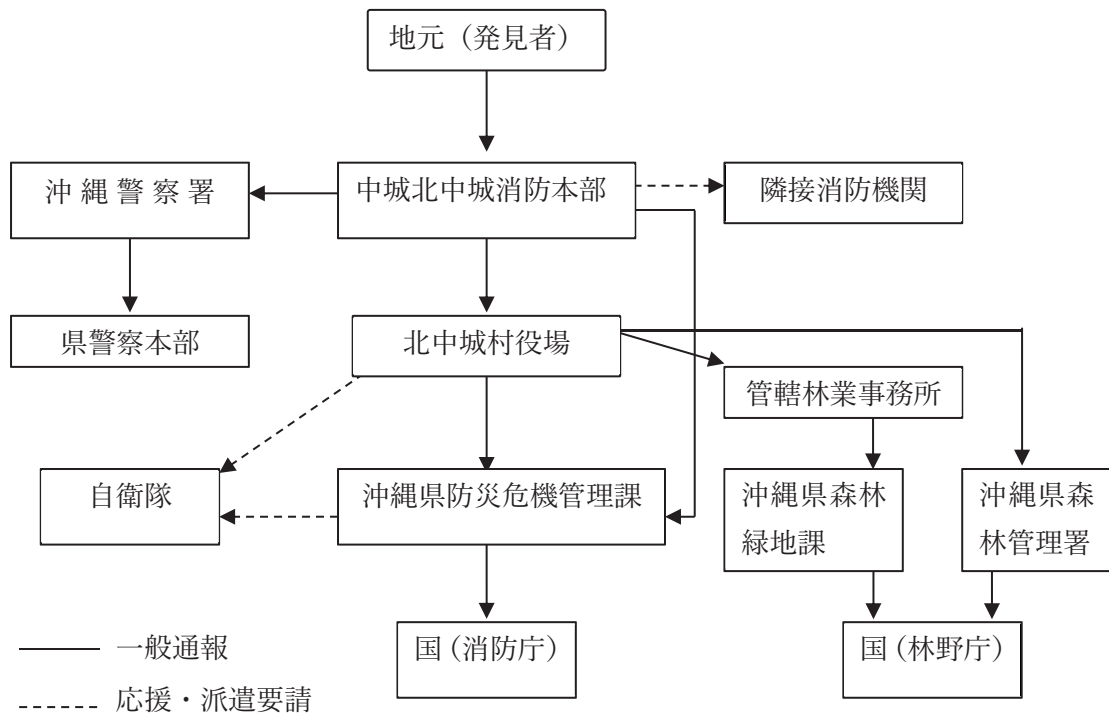 地元（発見者）
沖縄警察署
中城北中城消防本部
隣接消防機関
県警察本部
北中城村役場
管轄林業事務所
自衛隊
沖縄県防災危機管理課
沖縄県森林
緑地課
沖縄県森
林管理署
国（消防庁）
国（林野庁）
一般通報
応援・派遣要請